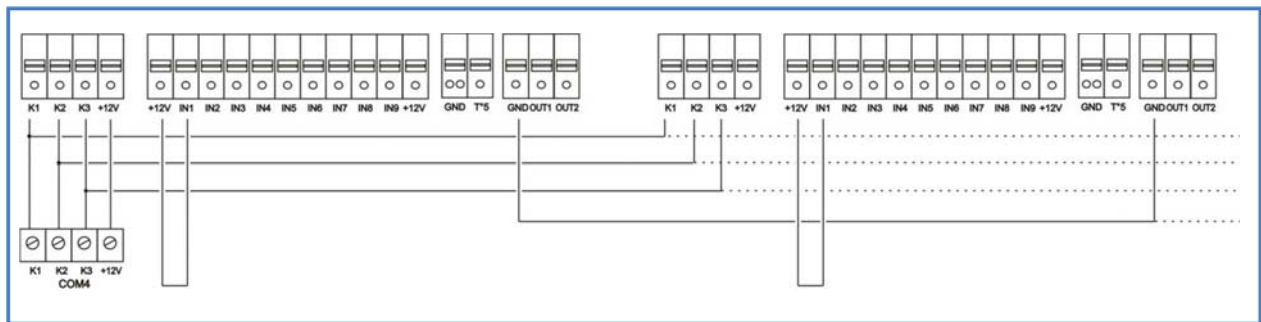 K1 K2 K3 +12V +12V IN1 IN2 IN3 IN4 IN5 IN6 IN7 IN8 IN9 +12V GND T*5 GND OUT1 OUT2 K1 K2 K3 +12V +12V IN1 IN2 IN3 IN4 IN5 IN6 IN7 IN8 IN9 +12V GND T*5 GND OUT1 OUT2
K1 K2 K3 +12V
COM4